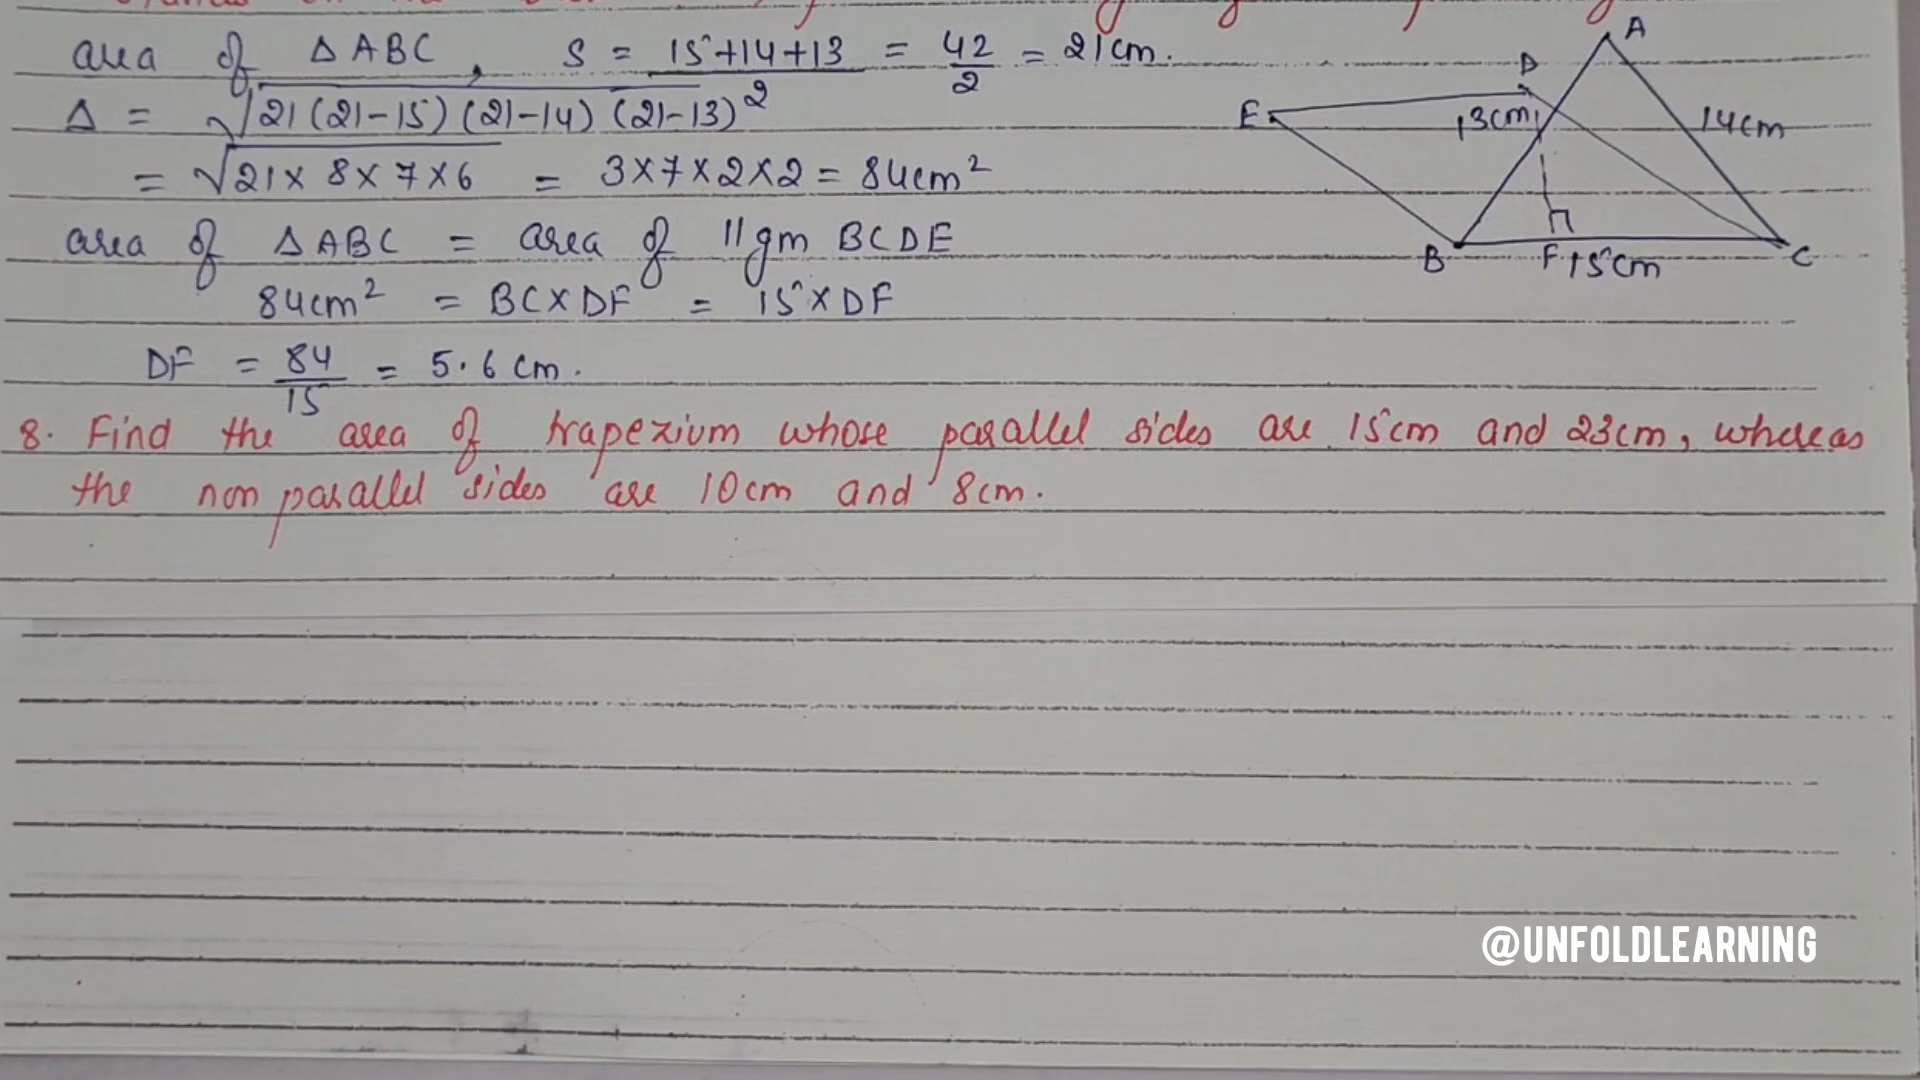 area of Δ ABC, S = 15+14+13 = 42/2 = 21cm.
Δ = √21 (21-15) (21-14) (21-13)²
= √21 × 8 × 7 × 6 = 3×7×2×2 = 84cm²
area of Δ ABC = area of 11gm BCDE
84cm² = BC×DF = 15×DF
DF = 84/15 = 5.6 cm.
A
D
E
13cm
14cm
B
F
15cm
C
8. Find the area of trapezium whose parallel sides are 15cm and 23cm, whereas
the non parallel sides are 10cm and 8cm.
@UNFOLDLEARNING